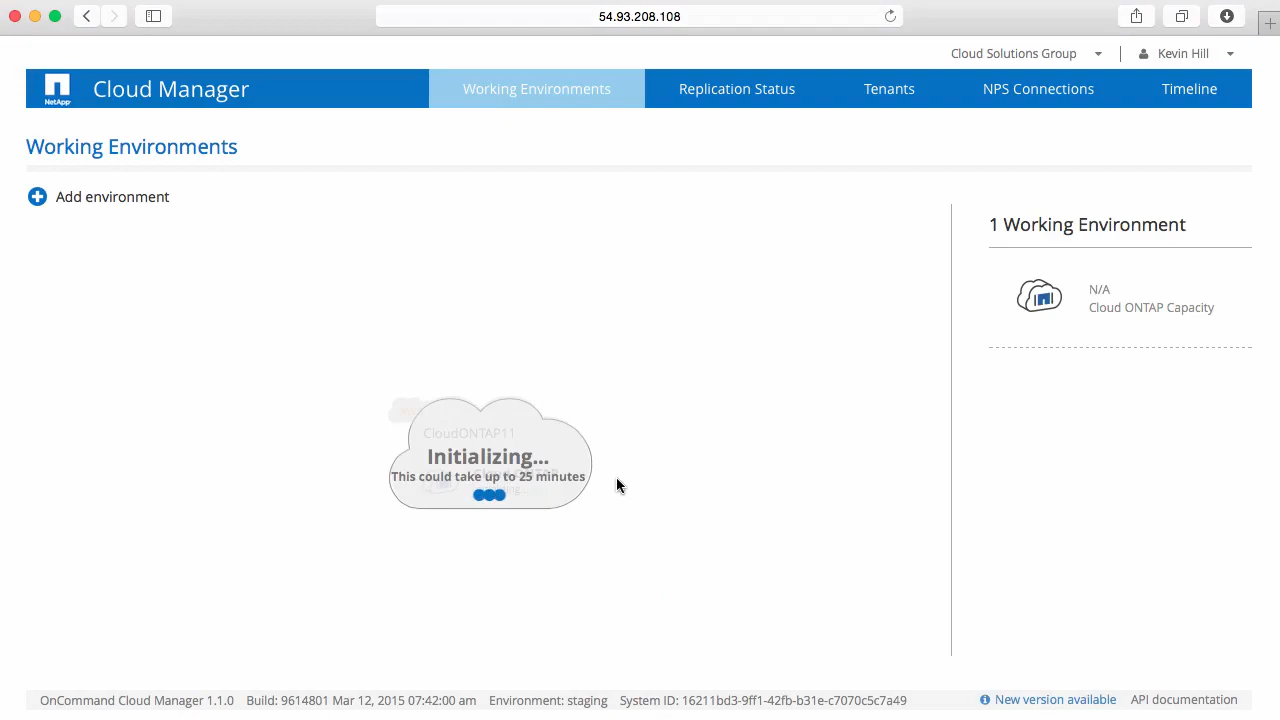 54.93.208.108
Cloud Solutions Group
Kevin Hill
NetApp
Cloud Manager
Working Environments
Replication Status
Tenants
NPS Connections
Timeline
Working Environments
Add environment
1 Working Environment
N/A
Cloud ONTAP Capacity
CloudONTAP11
Initializing...
This could take up to 25 minutes
OnCommand Cloud Manager 1.1.0 Build: 9614801 Mar 12, 2015 07:42:00 am Environment: staging System ID: 16211bd3-9ff1-42fb-b31e-c7070c5c7a49
New version available
API documentation